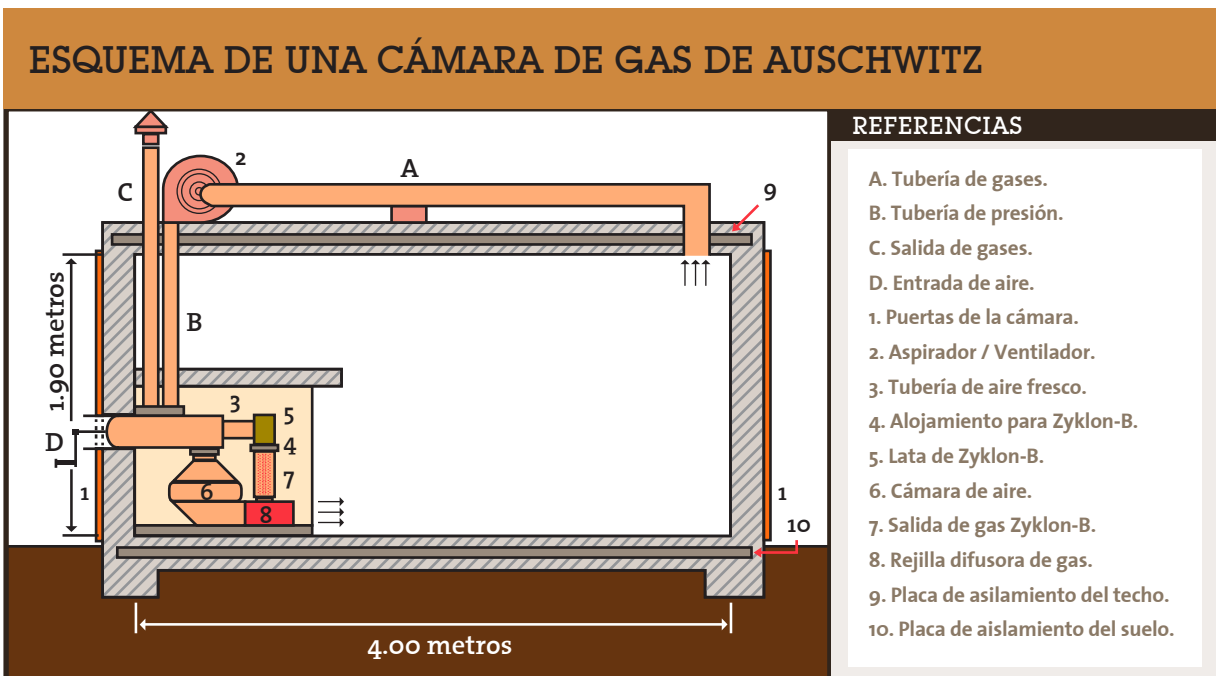 ESQUEMA DE UNA CÁMARA DE GAS DE AUSCHWITZ
REFERENCIAS
A. Tubería de gases.
B. Tubería de presión.
C. Salida de gases.
D. Entrada de aire.
1. Puertas de la cámara.
2. Aspirador / Ventilador.
3. Tubería de aire fresco.
4. Alojamiento para Zyklon-B.
5. Lata de Zyklon-B.
6. Cámara de aire.
7. Salida de gas Zyklon-B.
8. Rejilla difusora de gas.
9. Placa de asilamiento del techo.
10. Placa de aislamiento del suelo.
2
A
C
9
B
1.90 metros
3
5
D
4
7
6
1
8
1
10
4.00 metros